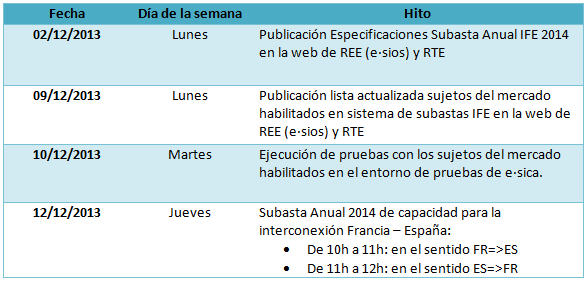 Fecha Día de la semana Hito
02/12/2013 Lunes Publicación Especificaciones Subasta Anual IFE 2014
en la web de REE (e·sios) y RTE
09/12/2013 Lunes Publicación lista actualizada sujetos del mercado
habilitados en sistema de subastas IFE en la web de
REE (e·sios) y RTE
10/12/2013 Martes Ejecución de pruebas con los sujetos del mercado
habilitados en el entorno de pruebas de e·sica.
12/12/2013 Jueves Subasta Anual 2014 de capacidad para la
interconexión Francia – España:
• De 10h a 11h: en el sentido FR=>ES
• De 11h a 12h: en el sentido ES=>FR